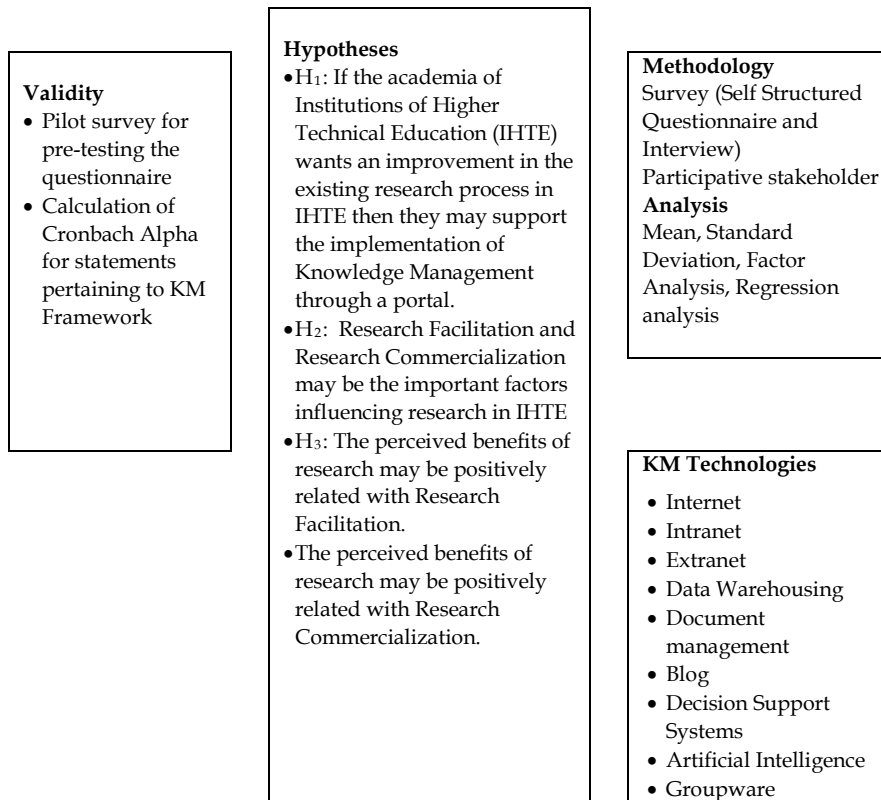 Validity
• Pilot survey for
pre-testing the
questionnaire
• Calculation of
Cronbach Alpha
for statements
pertaining to KM
Framework
Hypotheses
•H₁: If the academia of
Institutions of Higher
Technical Education (IHTE)
wants an improvement in the
existing research process in
IHTE then they may support
the implementation of
Knowledge Management
through a portal.
•H₂: Research Facilitation and
Research Commercialization
may be the important factors
influencing research in IHTE
•H₃: The perceived benefits of
research may be positively
related with Research
Facilitation.
•The perceived benefits of
research may be positively
related with Research
Commercialization.
Methodology
Survey (Self Structured
Questionnaire and
Interview)
Participative stakeholder
Analysis
Mean, Standard
Deviation, Factor
Analysis, Regression
analysis
KM Technologies
• Internet
• Intranet
• Extranet
• Data Warehousing
• Document
management
• Blog
• Decision Support
Systems
• Artificial Intelligence
• Groupware